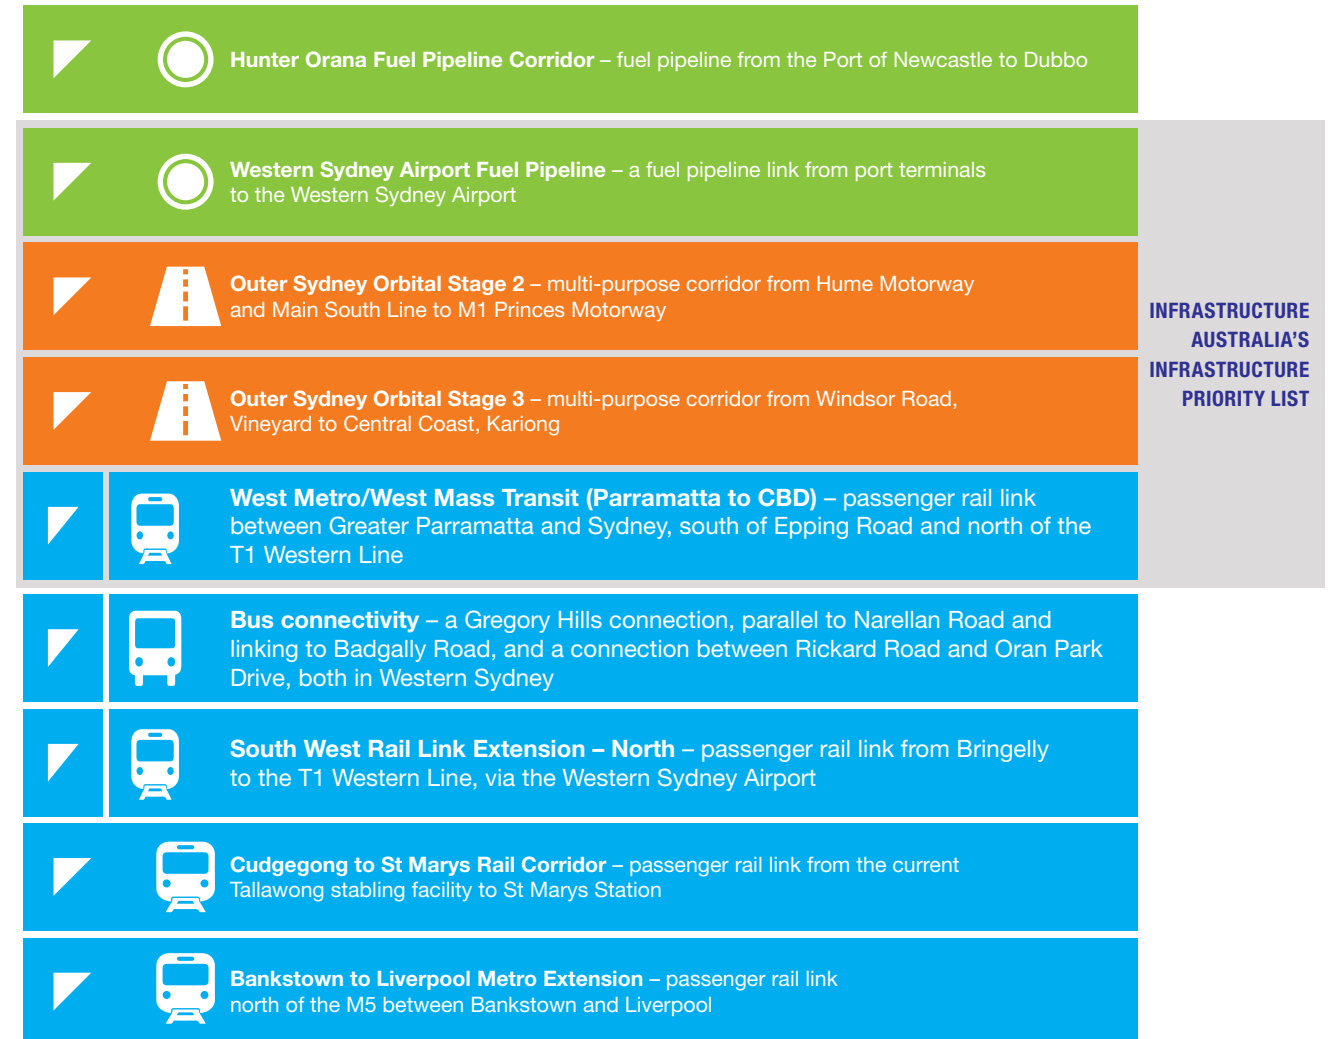 Hunter Orana Fuel Pipeline Corridor – fuel pipeline from the Port of Newcastle to Dubbo
Western Sydney Airport Fuel Pipeline – a fuel pipeline link from port terminals
to the Western Sydney Airport
Outer Sydney Orbital Stage 2 – multi-purpose corridor from Hume Motorway
and Main South Line to M1 Princes Motorway
Outer Sydney Orbital Stage 3 – multi-purpose corridor from Windsor Road,
Vineyard to Central Coast, Kariong
West Metro/West Mass Transit (Parramatta to CBD) – passenger rail link
between Greater Parramatta and Sydney, south of Epping Road and north of the
T1 Western Line
INFRASTRUCTURE
AUSTRALIA’S
INFRASTRUCTURE
PRIORITY LIST
Bus connectivity – a Gregory Hills connection, parallel to Narellan Road and
linking to Badgally Road, and a connection between Rickard Road and Oran Park
Drive, both in Western Sydney
South West Rail Link Extension – North – passenger rail link from Bringelly
to the T1 Western Line, via the Western Sydney Airport
Cudgegong to St Marys Rail Corridor – passenger rail link from the current
Tallawong stabling facility to St Marys Station
Bankstown to Liverpool Metro Extension – passenger rail link
north of the M5 between Bankstown and Liverpool